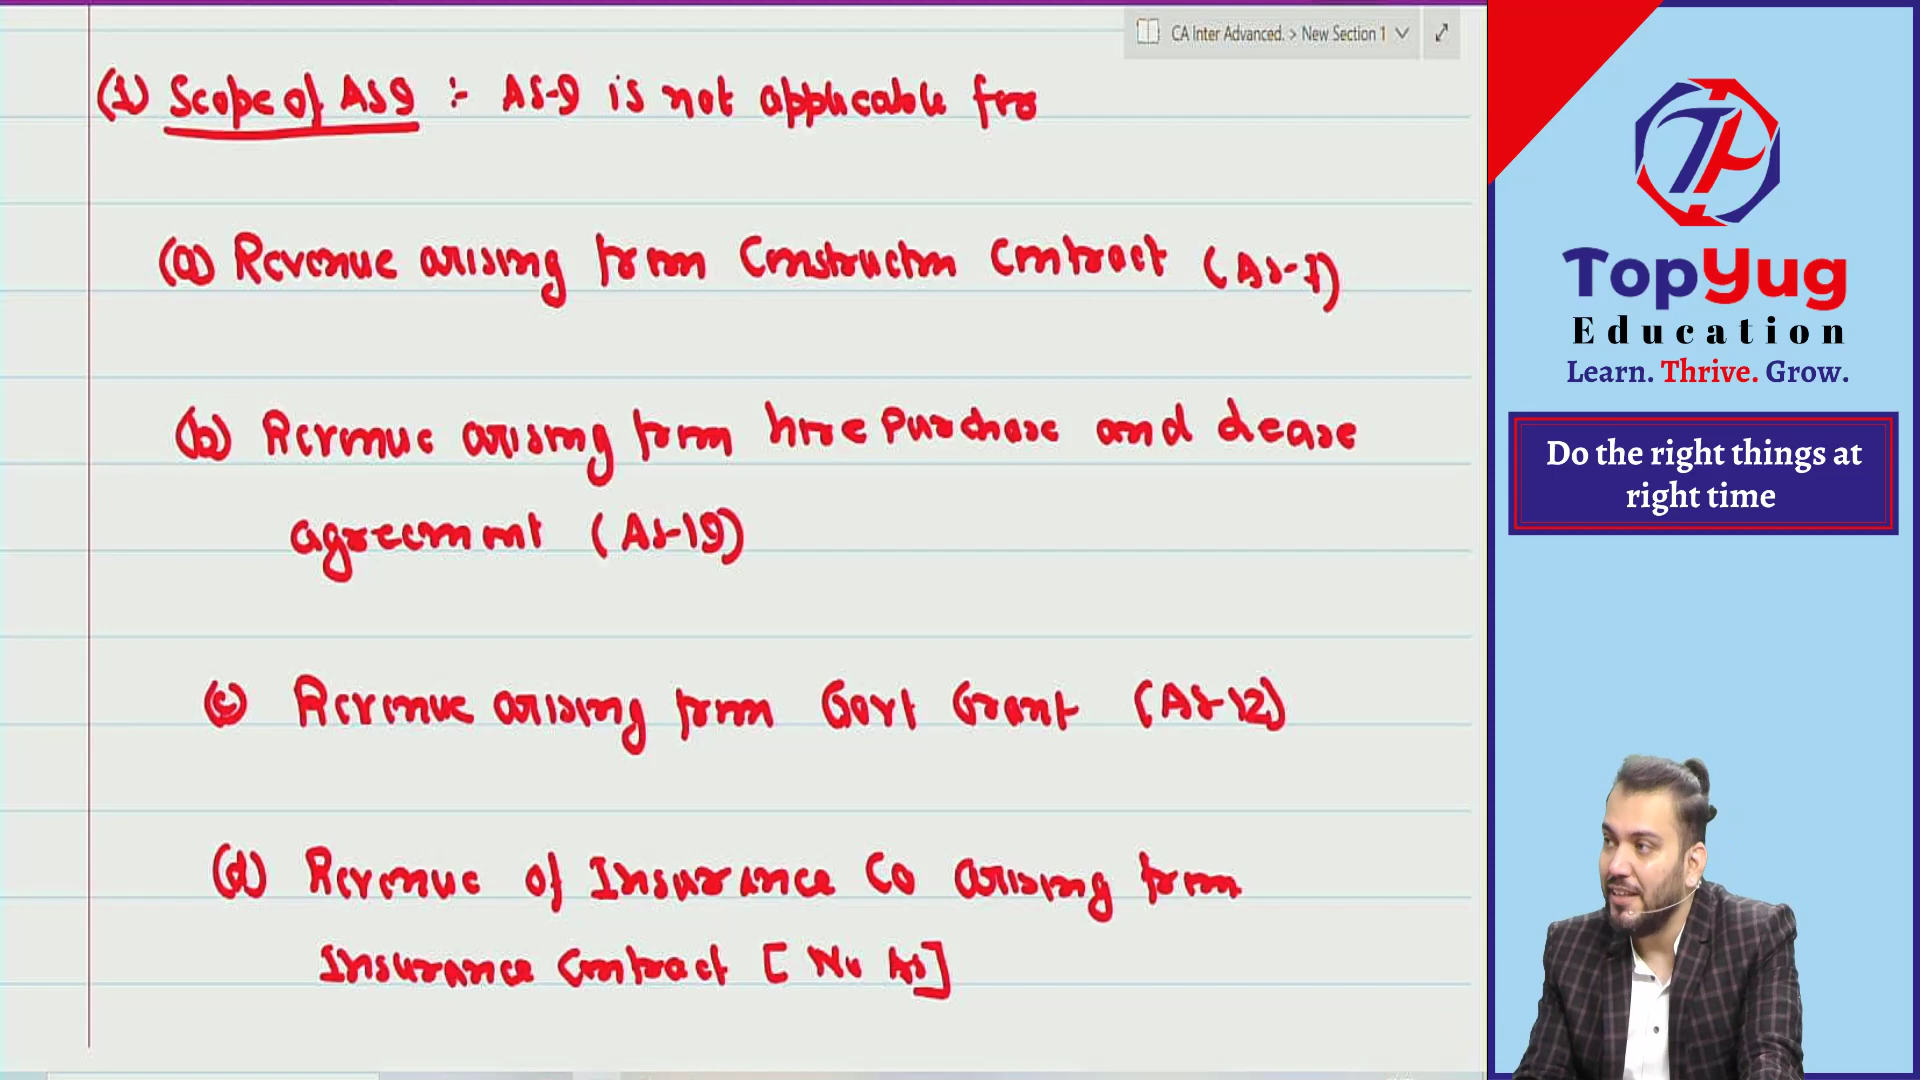 CA Inter Advanced. > New Section 1
(1) Scope of AS9 :- AS-9 is not applicable for
(a) Revenue arising from Construction Contract (AS-7)
(b) Revenue arising from hire Purchase and Lease
agreement (AS-19)
(c) Revenue arising from Govt Grant (AS-12)
(d) Revenue of Insurance Co arising from
Insurance Contract [No AS]
TopYug
Education
Learn. Thrive. Grow.
Do the right things at
right time